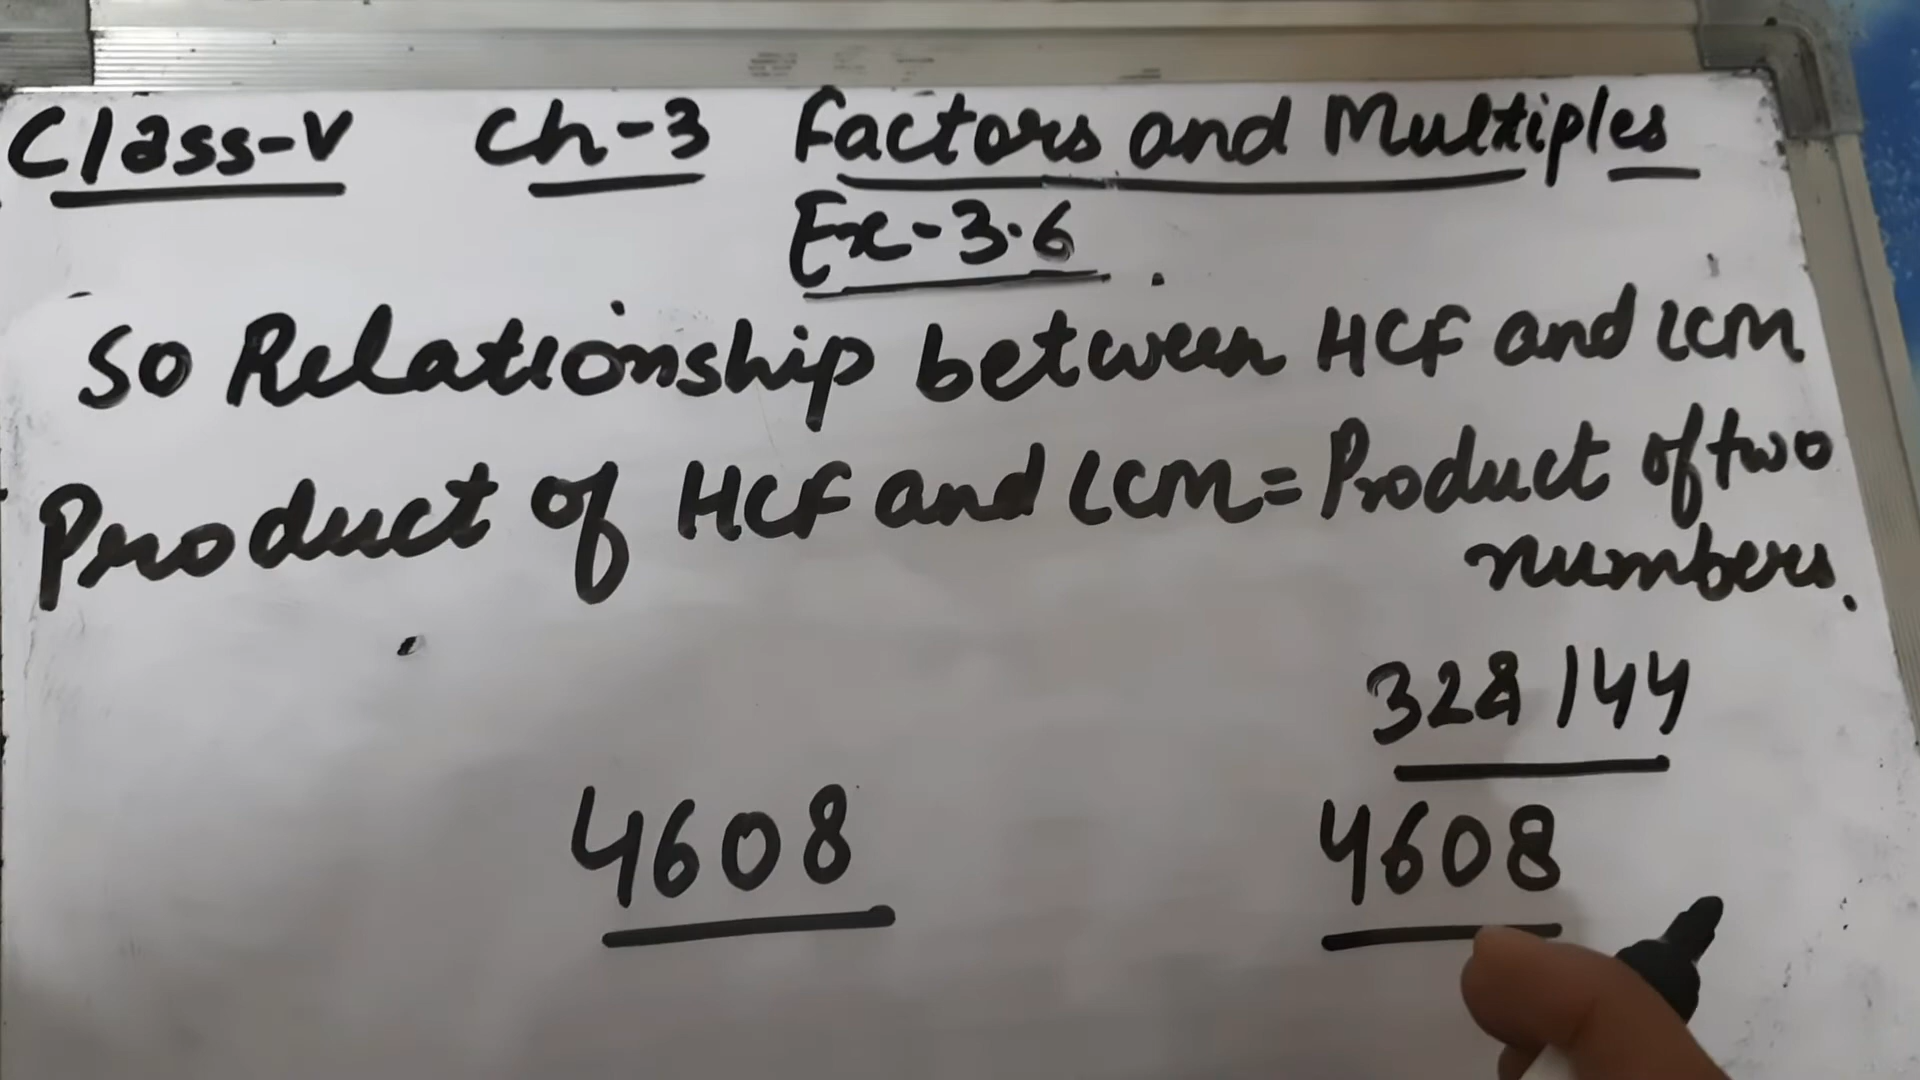 Class-V Ch-3 Factors and Multiples
Ex-3.6
So Relationship between HCF and LCM
Product of HCF and LCM = Product of two
numbers.
32& 144
4608 4608